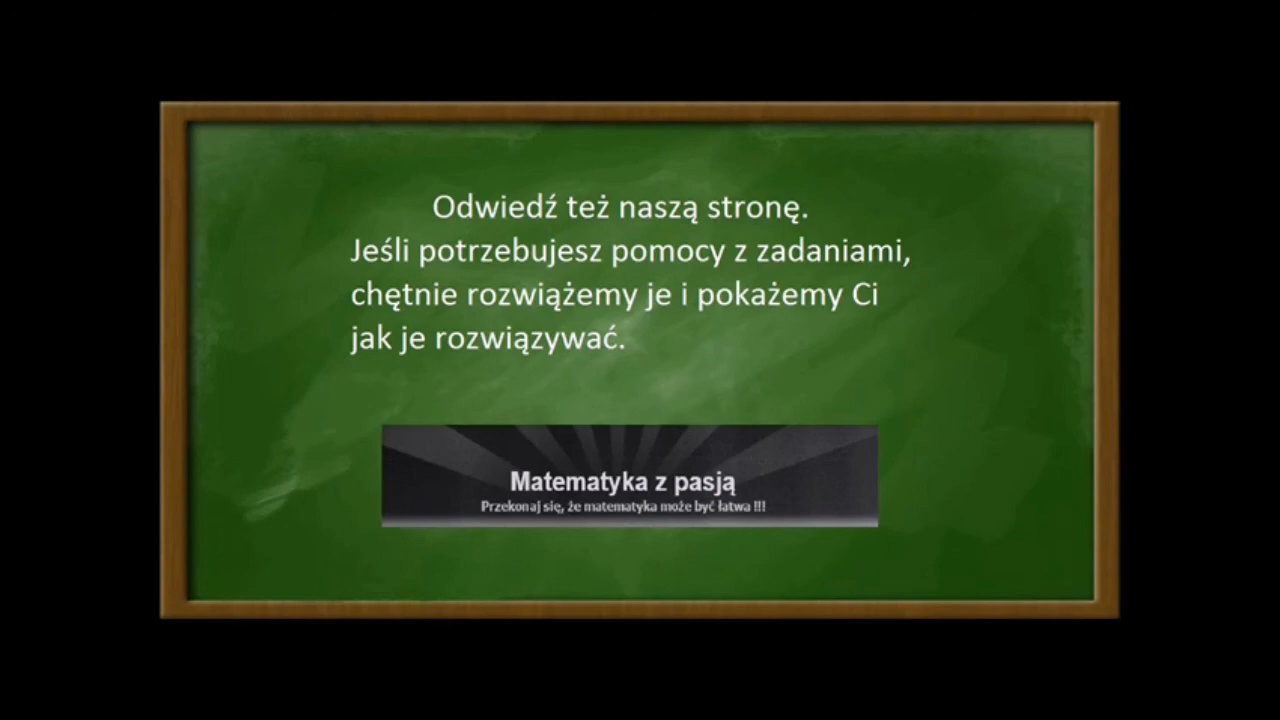 Odwiedź też naszą stronę.
Jeśli potrzebujesz pomocy z zadaniami,
chętnie rozwiążemy je i pokażemy Ci
jak je rozwiązywać.
Matematyka z pasją
Przekonaj się, że matematyka może być łatwa !!!